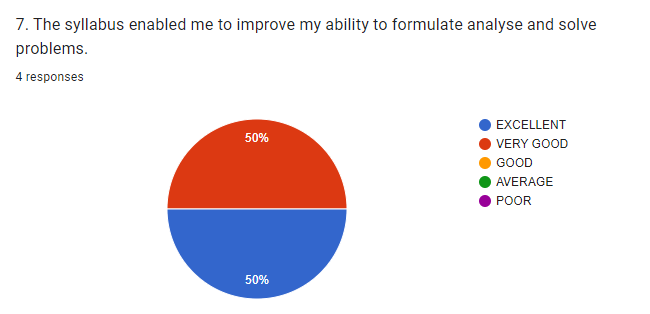 7. The syllabus enabled me to improve my ability to formulate analyse and solve
problems.
4 responses
50%
50%
EXCELLENT
VERY GOOD
GOOD
AVERAGE
POOR